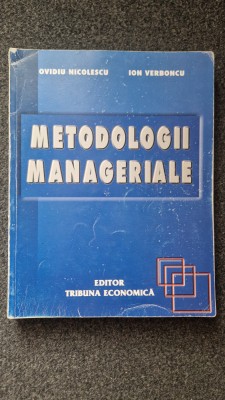 OVIDIU NICOLESCU ION VERBONCU
METODOLOGII
MANAGERIALE
EDITOR
TRIBUNA ECONOMICĂ